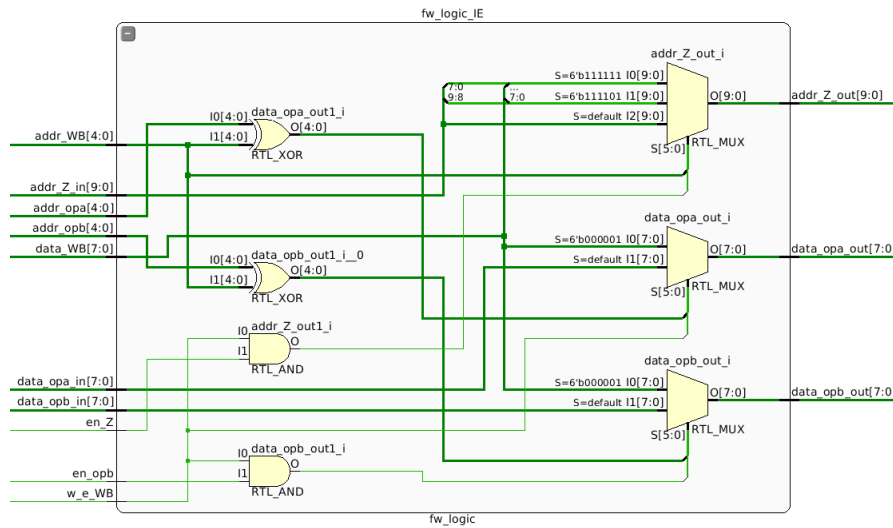 fw_logic_IE
addr_Z_out_i
7:0
9:8
...
7:0
S=6'b111111 I0[9:0]
S=6'b111101 I1[9:0]
S=default I2[9:0]
O[9:0]
addr_Z_out[9:0]
S[5:0]
RTL_MUX
data_opa_out1_i
I0[4:0]
I1[4:0]
O[4:0]
RTL_XOR
addr_WB[4:0]
addr_Z_in[9:0]
addr_opa[4:0]
addr_opb[4:0]
data_WB[7:0]
data_opa_out_i
S=6'b000001 I0[7:0]
S=default I1[7:0]
O[7:0]
data_opa_out[7:0
S[5:0]
RTL_MUX
data_opb_out1_i__0
I0[4:0]
I1[4:0]
O[4:0]
RTL_XOR
addr_Z_out1_i
I0
I1
O
RTL_AND
data_opb_out_i
S=6'b000001 I0[7:0]
S=default I1[7:0]
O[7:0]
data_opb_out[7:0
S[5:0]
RTL_MUX
data_opa_in[7:0]
data_opb_in[7:0]
en_Z
data_opb_out1_i
I0
I1
O
RTL_AND
en_opb
w_e_WB
fw_logic